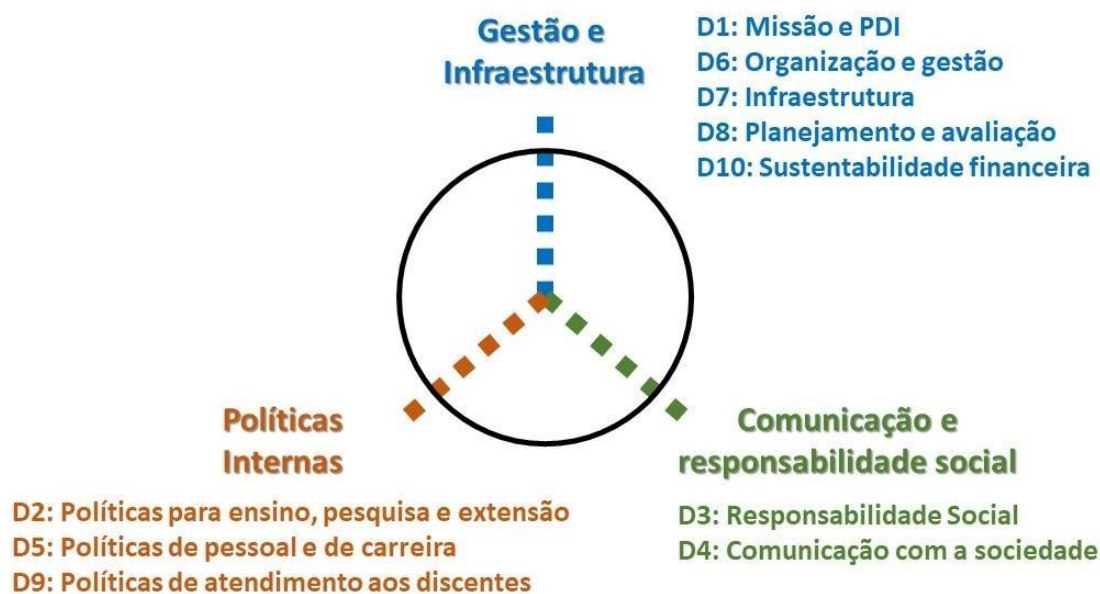 Gestão e
Infraestrutura
D1: Missão e PDI
D6: Organização e gestão
D7: Infraestrutura
D8: Planejamento e avaliação
D10: Sustentabilidade financeira
Políticas
Internas
D2: Políticas para ensino, pesquisa e extensão
D5: Políticas de pessoal e de carreira
D9: Políticas de atendimento aos discentes
Comunicação e
responsabilidade social
D3: Responsabilidade Social
D4: Comunicação com a sociedade